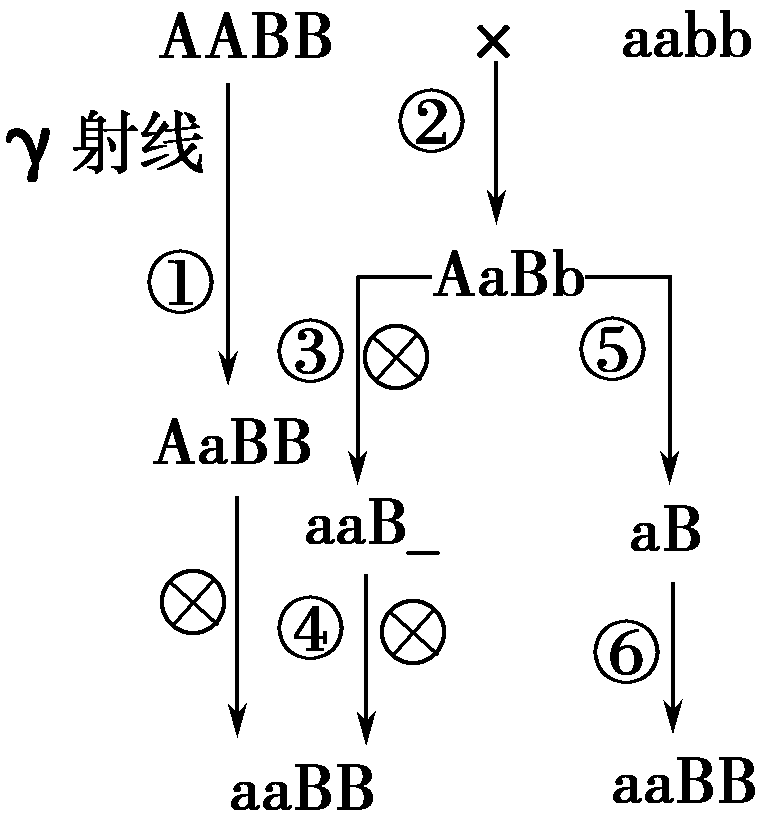 AABB × aabb
γ 射线
②
①
AaBb
③ ⑤
AaBB
aaB_ aB
④ ⑥
aaBB aaBB